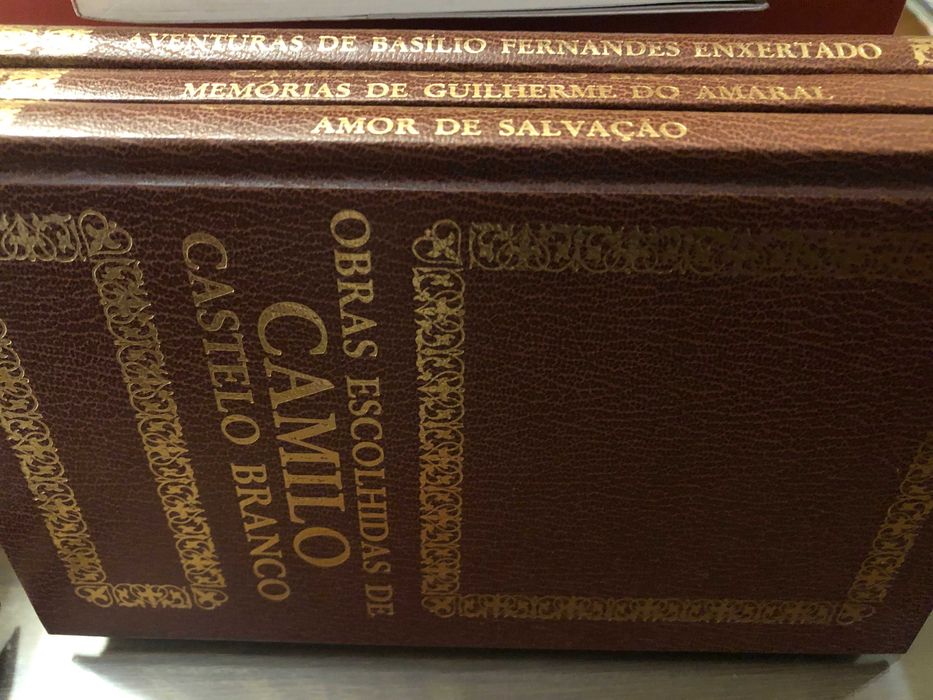 AVENTURAS DE BASÍLIO FERNANDES ENXERTADO
MEMÓRIAS DE GUILHERME DO AMARAL
AMOR DE SALVAÇÃO
OBRAS ESCOLHIDAS DE
CAMILO
CASTELO BRANCO